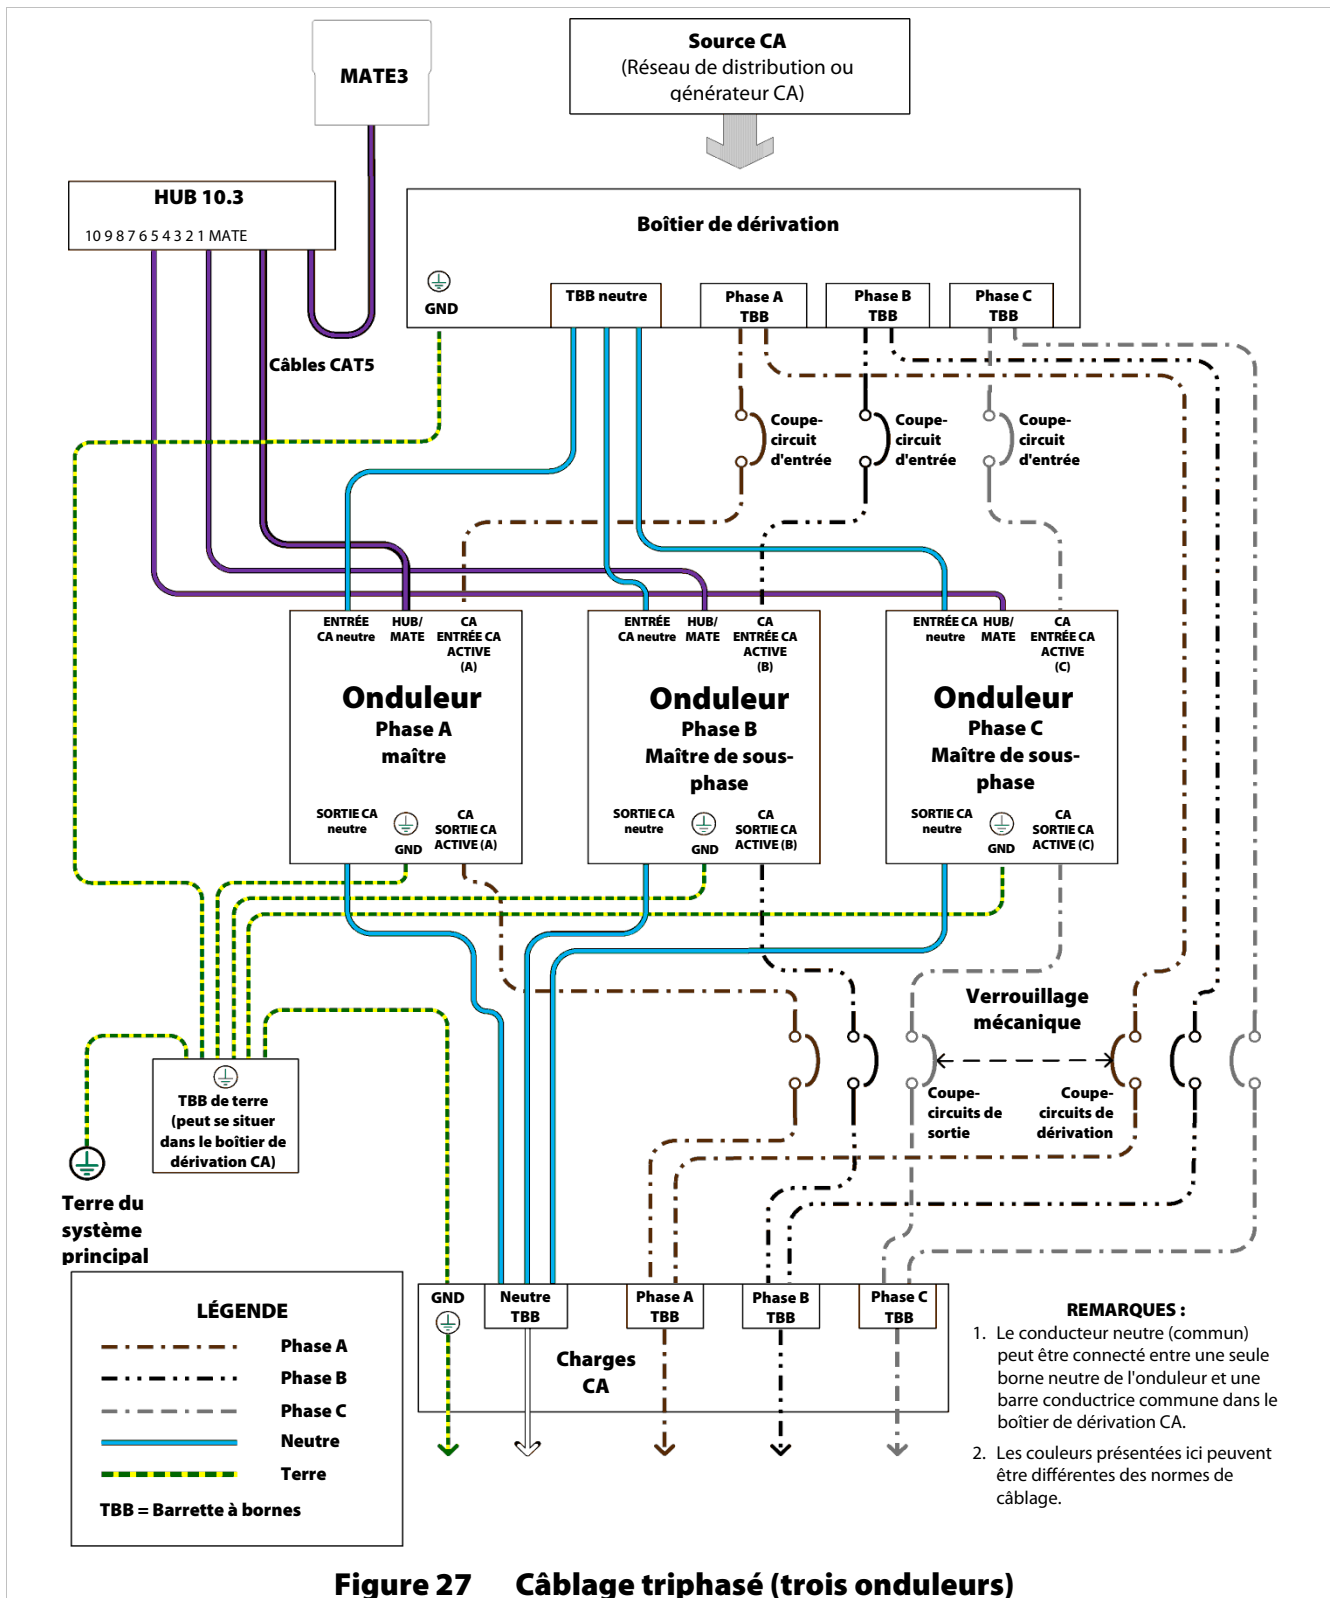 MATE3
Source CA
(Réseau de distribution ou
générateur CA)
HUB 10.3
10 9 8 7 6 5 4 3 2 1 MATE
Boîtier de dérivation
GND
TBB neutre
Phase A
TBB
Phase B
TBB
Phase C
TBB
Câbles CAT5
Coupe-
circuit
d'entrée
Coupe-
circuit
d'entrée
Coupe-
circuit
d'entrée
ENTRÉE
CA neutre
HUB/
MATE
CA
ENTRÉE CA
ACTIVE
(A)
Onduleur
Phase A
maître
SORTIE CA
neutre
GND
CA
SORTIE CA
ACTIVE (A)
ENTRÉE
CA neutre
HUB/
MATE
CA
ENTRÉE CA
ACTIVE
(B)
Onduleur
Phase B
Maître de sous-
phase
SORTIE CA
neutre
GND
CA
SORTIE CA
ACTIVE (B)
ENTRÉE CA
neutre
HUB/
MATE
CA
ENTRÉE CA
ACTIVE
(C)
Onduleur
Phase C
Maître de sous-
phase
SORTIE CA
neutre
GND
CA
SORTIE CA
ACTIVE (C)
Verrouillage
mécanique
Coupe-
circuits de
sortie
Coupe-
circuits de
dérivation
TBB de terre
(peut se situer
dans le boîtier de
dérivation CA)
Terre du
système
principal
LÉGENDE
Phase A
Phase B
Phase C
Neutre
Terre
TBB = Barrette à bornes
GND
Neutre
TBB
Phase A
TBB
Phase B
TBB
Phase C
TBB
Charges
CA
REMARQUES :
1. Le conducteur neutre (commun)
peut être connecté entre une seule
borne neutre de l'onduleur et une
barre conductrice commune dans le
boîtier de dérivation CA.
2. Les couleurs présentées ici peuvent
être différentes des normes de
câblage.
Figure 27 Câblage triphasé (trois onduleurs)